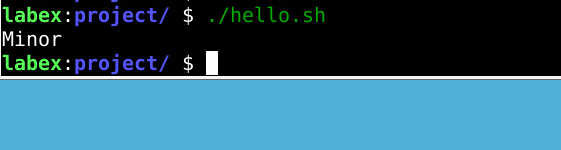 labex:project/ $ ./hello.sh
Minor
labex:project/ $